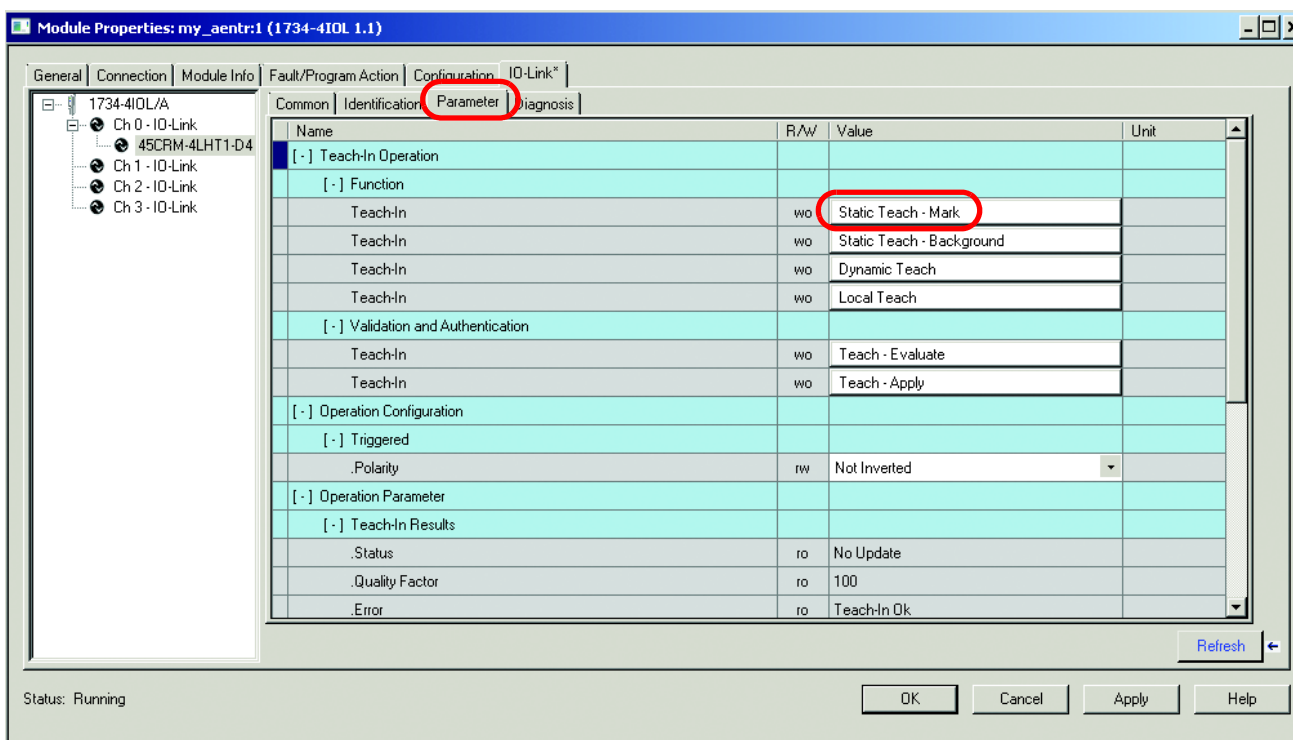 Module Properties: my_aentr:1 (1734-4IOL 1.1)
General Connection Module Info Fault/Program Action Configuration IO-Link*
1734-4IOL/A
Ch 0 - IO-Link
45CRM-4LHT1-D4
Ch 1 - IO-Link
Ch 2 - IO-Link
Ch 3 - IO-Link
Common Identification Parameter Diagnosis
Name R/W Value Unit
[-] Teach-In Operation
[-] Function
Teach-In wo Static Teach - Mark
Teach-In wo Static Teach - Background
Teach-In wo Dynamic Teach
Teach-In wo Local Teach
[-] Validation and Authentication
Teach-In wo Teach - Evaluate
Teach-In wo Teach - Apply
[-] Operation Configuration
[-] Triggered
.Polarity rw Not Inverted
[-] Operation Parameter
[-] Teach-In Results
.Status ro No Update
.Quality Factor ro 100
.Error ro Teach-In Ok
Refresh
Status: Running
OK Cancel Apply Help